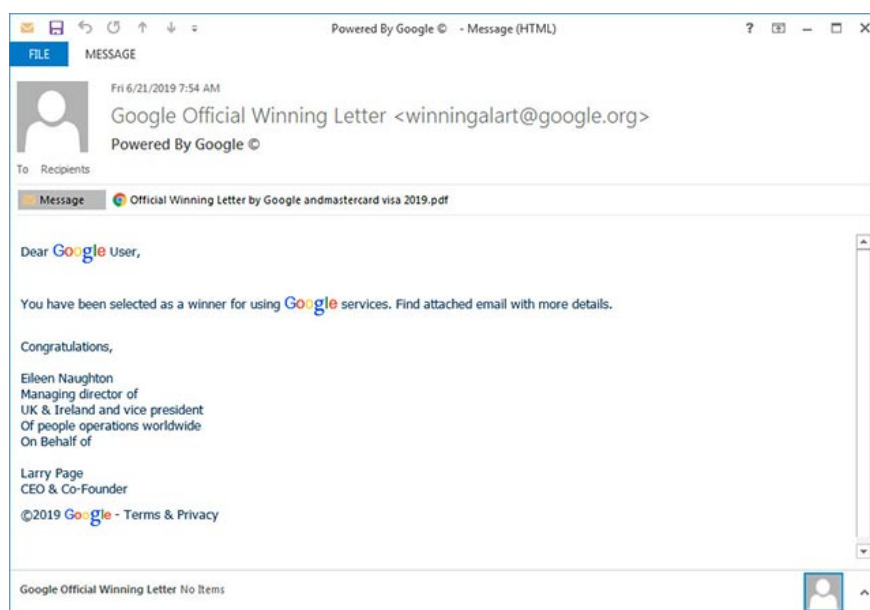 Powered By Google © - Message (HTML)
?
FILE MESSAGE
Fri 6/21/2019 7:54 AM
Google Official Winning Letter <winningalart@google.org>
Powered By Google ©
To Recipients
Message Official Winning Letter by Google andmastercard visa 2019.pdf
Dear Google User,
You have been selected as a winner for using Google services. Find attached email with more details.
Congratulations,
Eileen Naughton
Managing director of
UK & Ireland and vice president
Of people operations worldwide
On Behalf of
Larry Page
CEO & Co-Founder
©2019 Google - Terms & Privacy
Google Official Winning Letter No Items